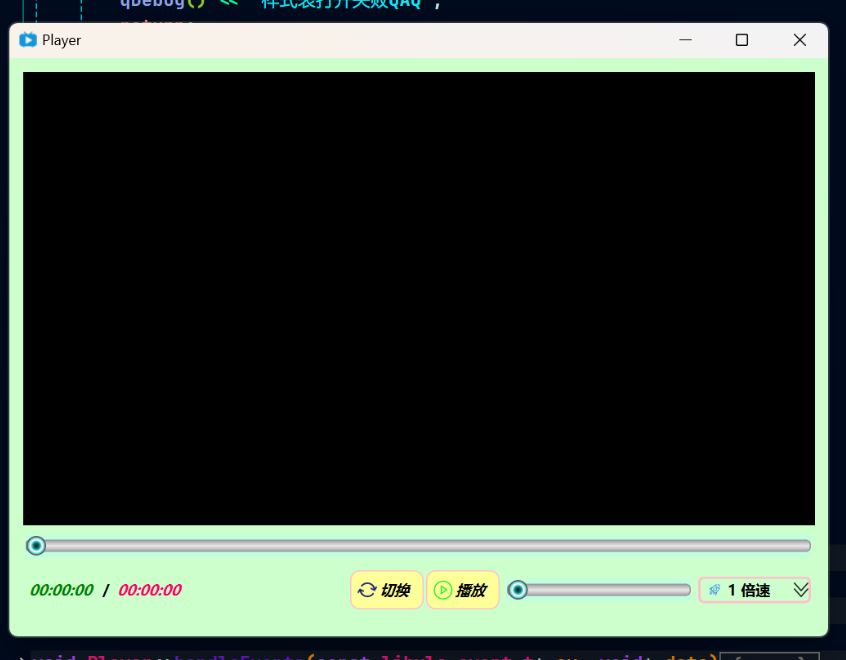 qDebug() << "样式表打开失败QAQ";
return;
Player
00:00:00 / 00:00:00
切换
播放
1 倍速
void Player::handleEvents(const libvlc_event_t* ev, void* data)